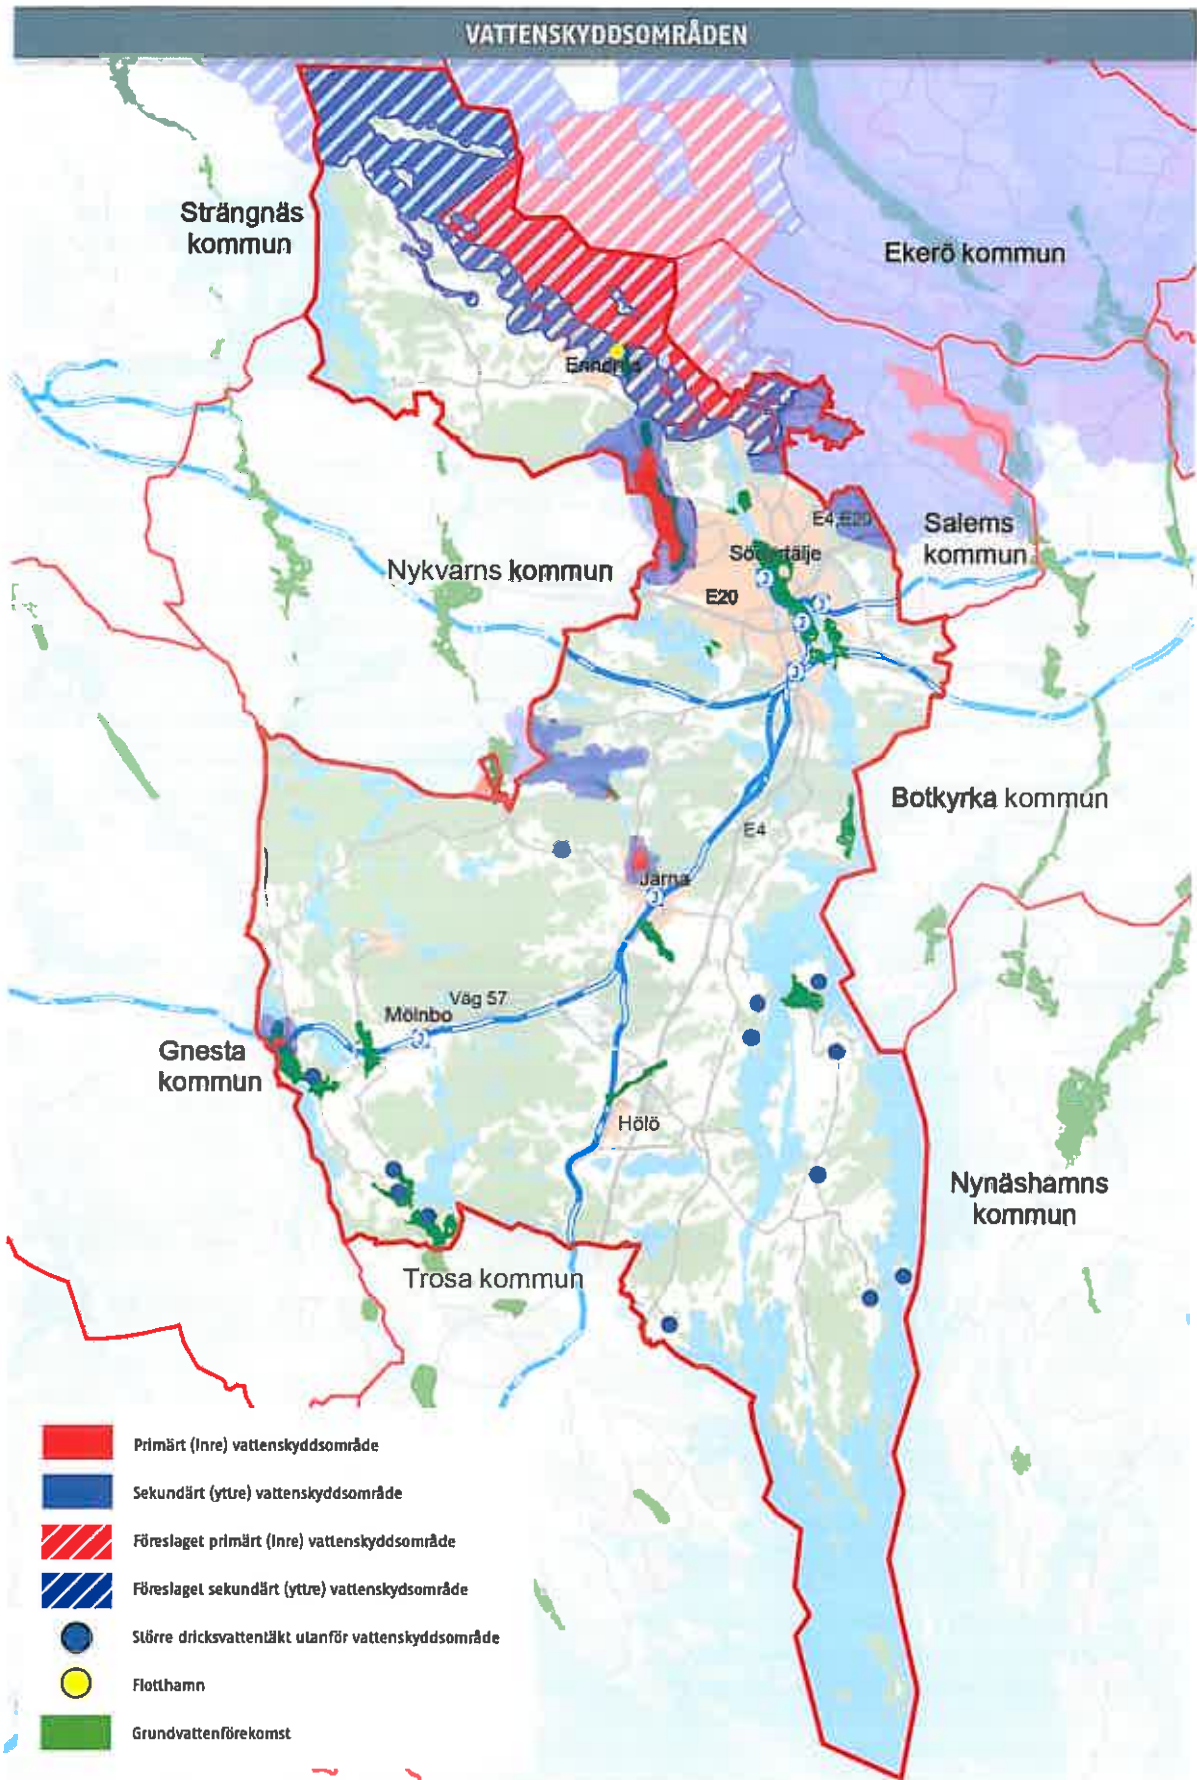 VATTENSKYDDSOMRÅDEN
Strängnäs
kommun
Ekerö kommun
E4,E20
Salems
kommun
Nykvarns kommun
Södertälje
E20
Botkyrka kommun
E4
Järna
Väg 57
Mölnbo
Gnesta
kommun
Hölö
Nynäshamns
kommun
Trosa kommun
Primärt (Inre) vattenskyddsområde
Sekundärt (yttre) vattenskyddsområde
Föreslaget primärt (Inre) vattenskyddsområde
Föreslaget sekundärt (yttre) vattenskydsområde
Större dricksvattentäkt utanför vattenskyddsområde
Flotthamn
Grundvattenförekomst